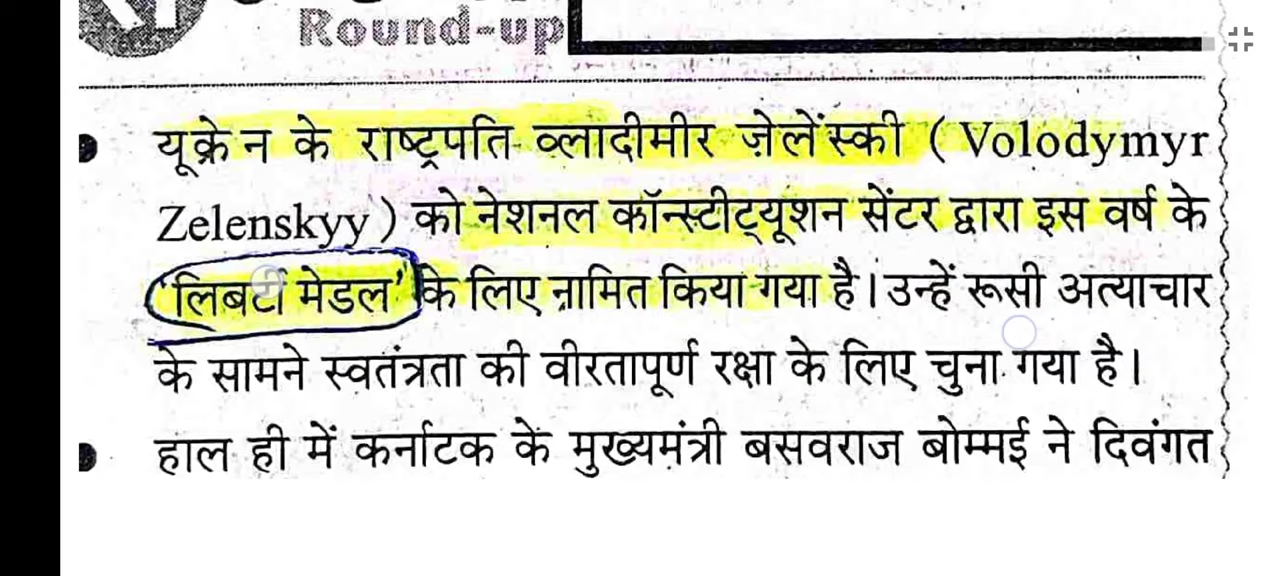 Round-up
यूक्रेन के राष्ट्रपति व्लादीमीर ज़ेलेंस्की (Volodymyr
Zelenskyy) को नेशनल कॉन्स्टीट्यूशन सेंटर द्वारा इस वर्ष के
'लिबर्टी मेडल' के लिए नामित किया गया है। उन्हें रूसी अत्याचार
के सामने स्वतंत्रता की वीरतापूर्ण रक्षा के लिए चुना गया है।
हाल ही में कर्नाटक के मुख्यमंत्री बसवराज बोम्मई ने दिवंगत